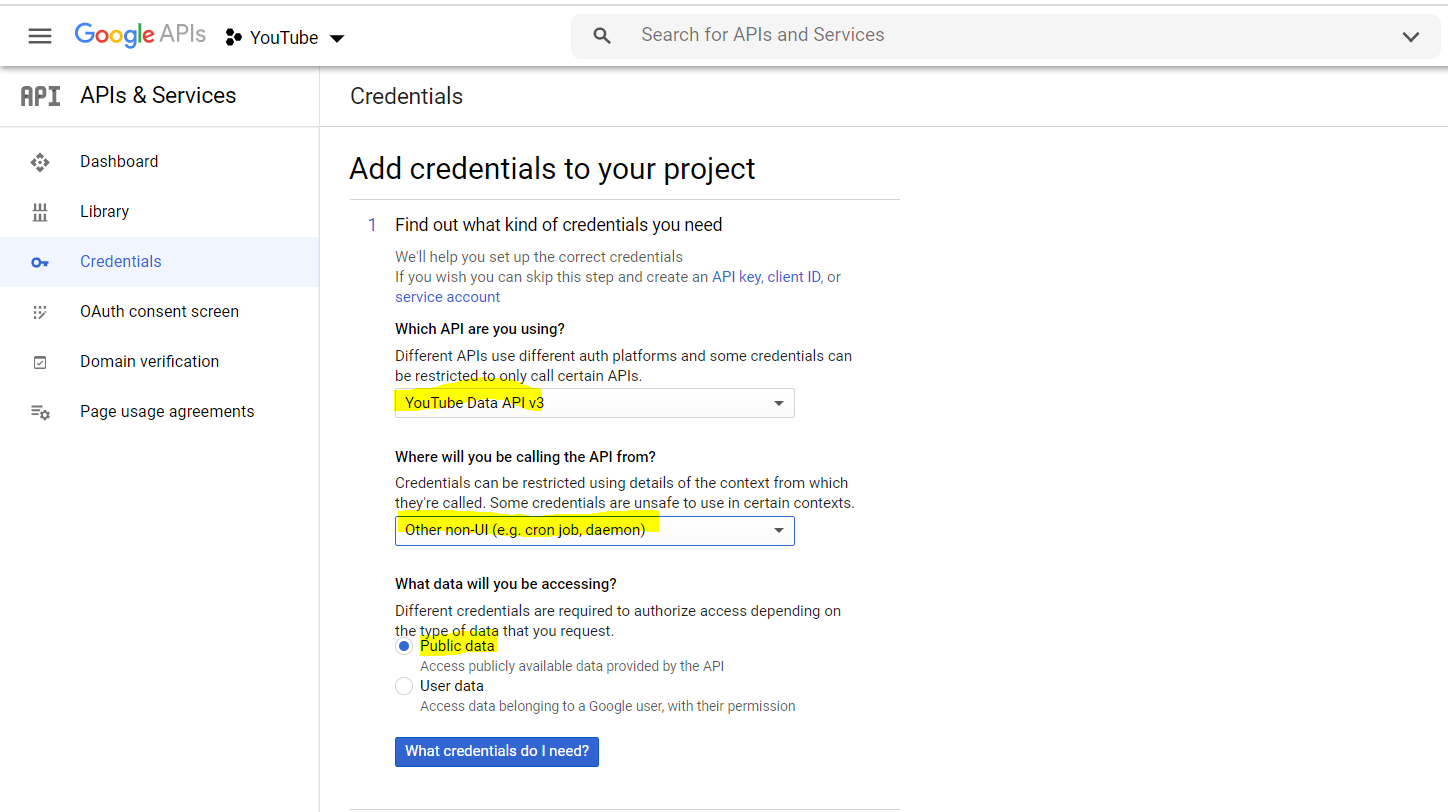 Google APIs
YouTube
Search for APIs and Services
API
APIs & Services
Dashboard
Library
Credentials
OAuth consent screen
Domain verification
Page usage agreements
Credentials
Add credentials to your project
1 Find out what kind of credentials you need
We'll help you set up the correct credentials
If you wish you can skip this step and create an API key, client ID, or
service account
Which API are you using?
Different APIs use different auth platforms and some credentials can
be restricted to only call certain APIs.
YouTube Data API v3
Where will you be calling the API from?
Credentials can be restricted using details of the context from which
they're called. Some credentials are unsafe to use in certain contexts.
Other non-UI (e.g. cron job, daemon)
What data will you be accessing?
Different credentials are required to authorize access depending on
the type of data that you request.
Public data
Access publicly available data provided by the API
User data
Access data belonging to a Google user, with their permission
What credentials do I need?